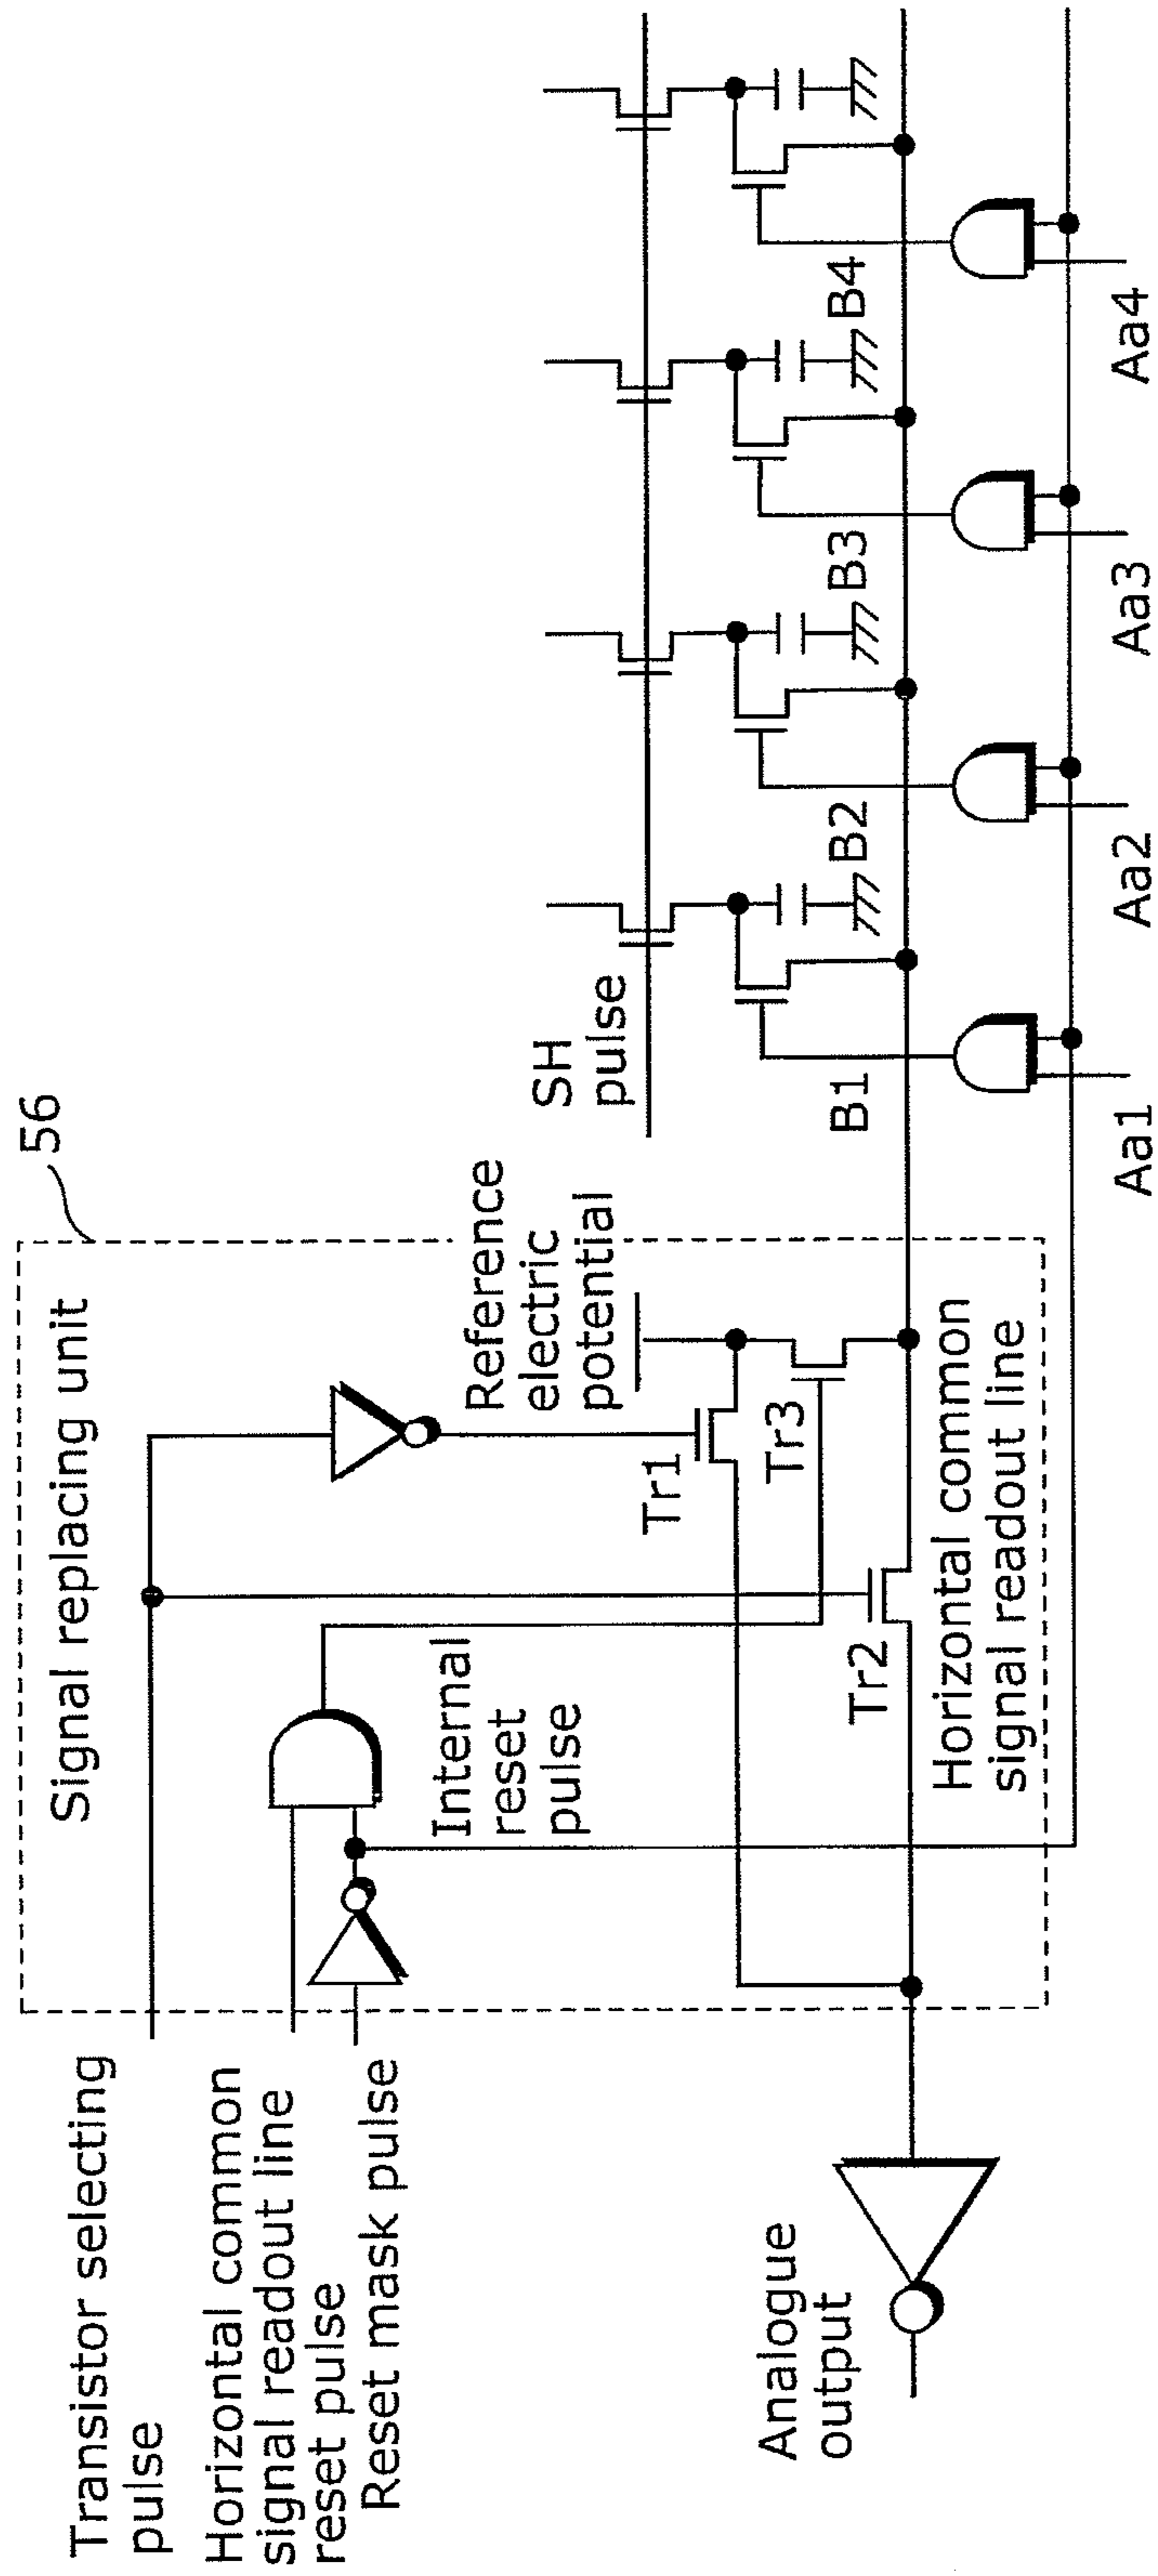 56
Signal replacing unit
Transistor selecting
pulse
Horizontal common
signal readout line
reset pulse
Reset mask pulse
Internal
reset
pulse
Reference
electric
potential
SH
pulse
Tr1
Tr3
Tr2
B1
B2
B3
B4
Horizontal common
signal readout line
Analogue
output
Aa1
Aa2
Aa3
Aa4